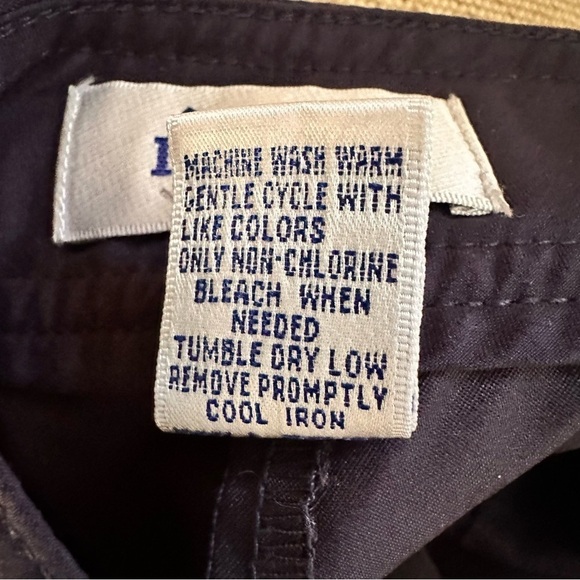 MACHINE WASH WARM
GENTLE CYCLE WITH
LIKE COLORS
ONLY NON-CHLORINE
BLEACH WHEN
NEEDED
TUMBLE DRY LOW
REMOVE PROMPTLY
COOL IRON